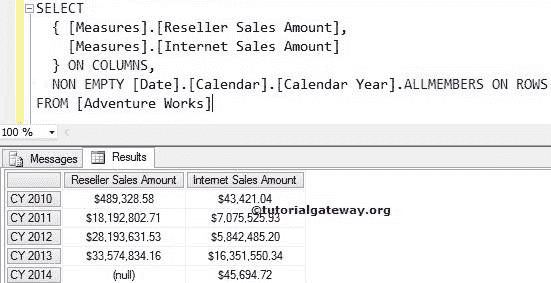 SELECT
{ [Measures].[Reseller Sales Amount],
[Measures].[Internet Sales Amount]
} ON COLUMNS,
NON EMPTY [Date].[Calendar].[Calendar Year].ALLMEMBERS ON ROWS
FROM [Adventure Works]
100 %
Messages Results
Reseller Sales Amount Internet Sales Amount
CY 2010 $489,328.58 $43,421.04
©tutorialgateway.org
CY 2011 $18,192,802.71 $7,075,525.93
CY 2012 $28,193,631.53 $5,842,485.20
CY 2013 $33,574,834.16 $16,351,550.34
CY 2014 (null) $45,694.72